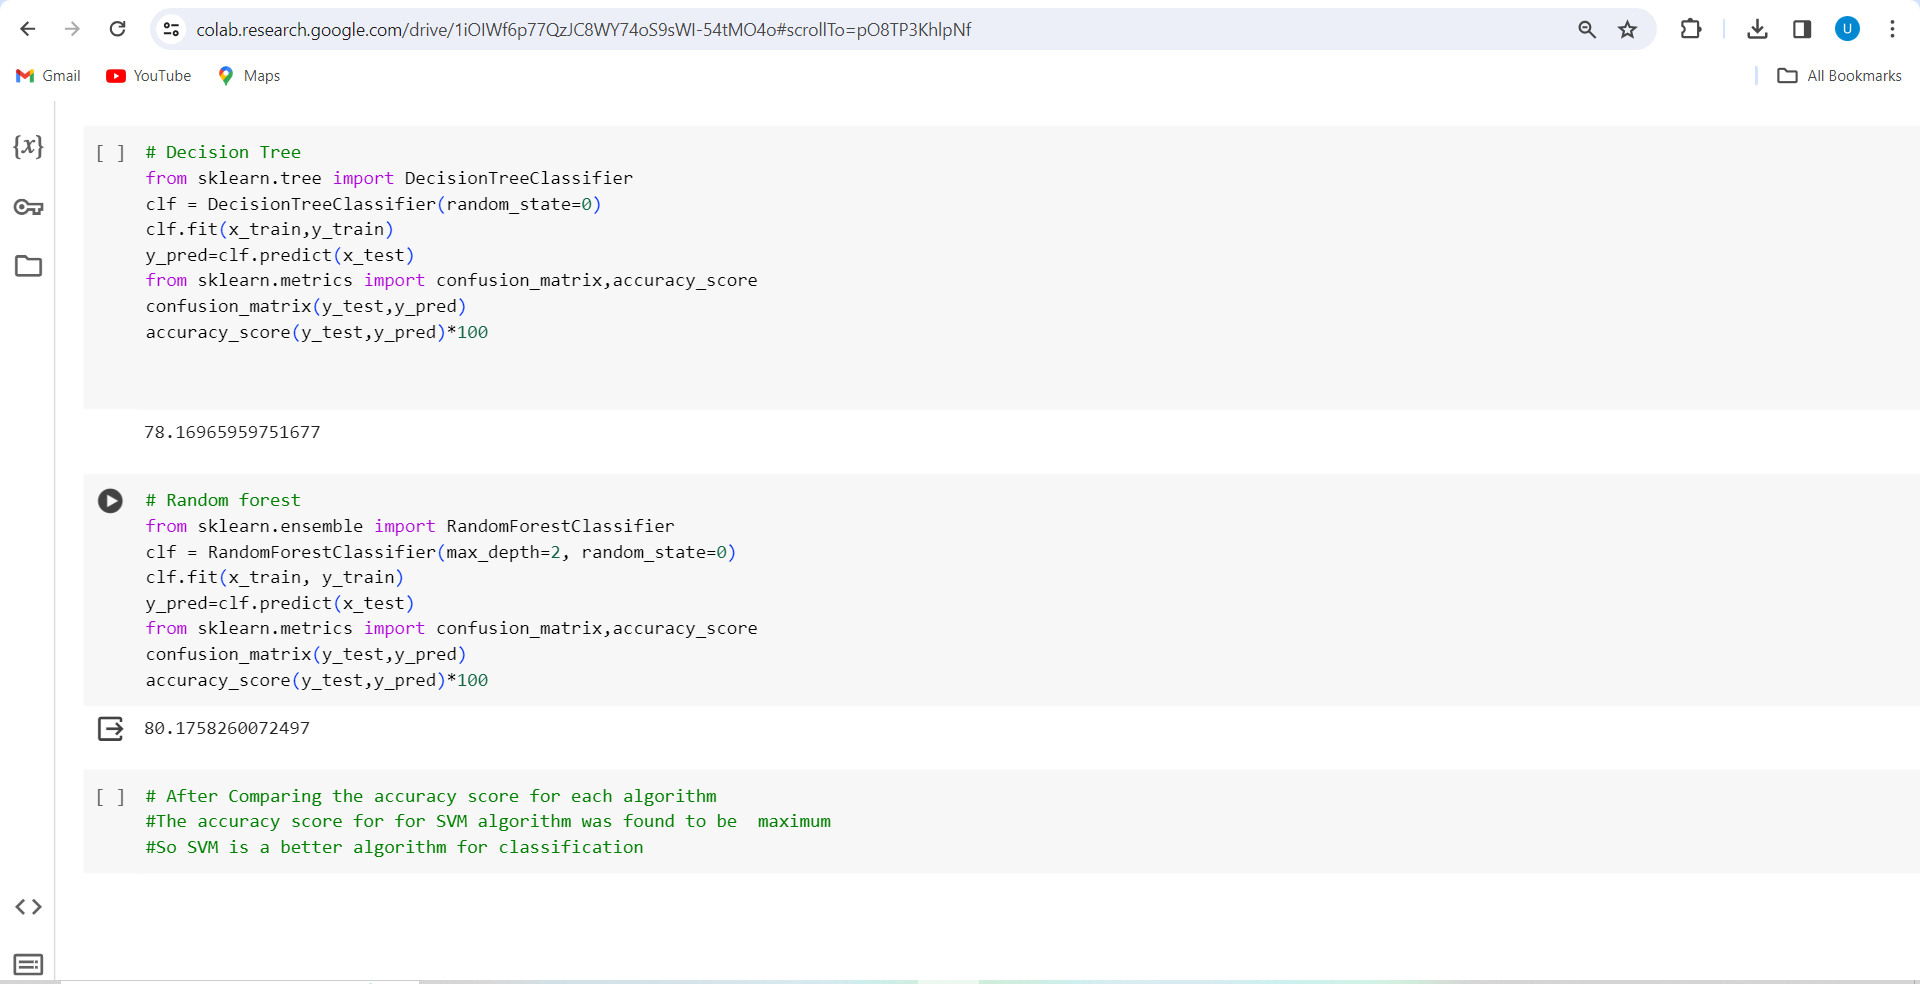 colab.research.google.com/drive/1iOIWf6p77QzJC8WY74oS9sWI-54tMO4o#scrollTo=pO8TP3KhlpNf
U
Gmail YouTube Maps All Bookmarks
{x}
[ ] # Decision Tree
from sklearn.tree import DecisionTreeClassifier
clf = DecisionTreeClassifier(random_state=0)
clf.fit(x_train,y_train)
y_pred=clf.predict(x_test)
from sklearn.metrics import confusion_matrix,accuracy_score
confusion_matrix(y_test,y_pred)
accuracy_score(y_test,y_pred)*100
78.16965959751677
# Random forest
from sklearn.ensemble import RandomForestClassifier
clf = RandomForestClassifier(max_depth=2, random_state=0)
clf.fit(x_train, y_train)
y_pred=clf.predict(x_test)
from sklearn.metrics import confusion_matrix,accuracy_score
confusion_matrix(y_test,y_pred)
accuracy_score(y_test,y_pred)*100
80.1758260072497
[ ] # After Comparing the accuracy score for each algorithm
#The accuracy score for for SVM algorithm was found to be  maximum
#So SVM is a better algorithm for classification